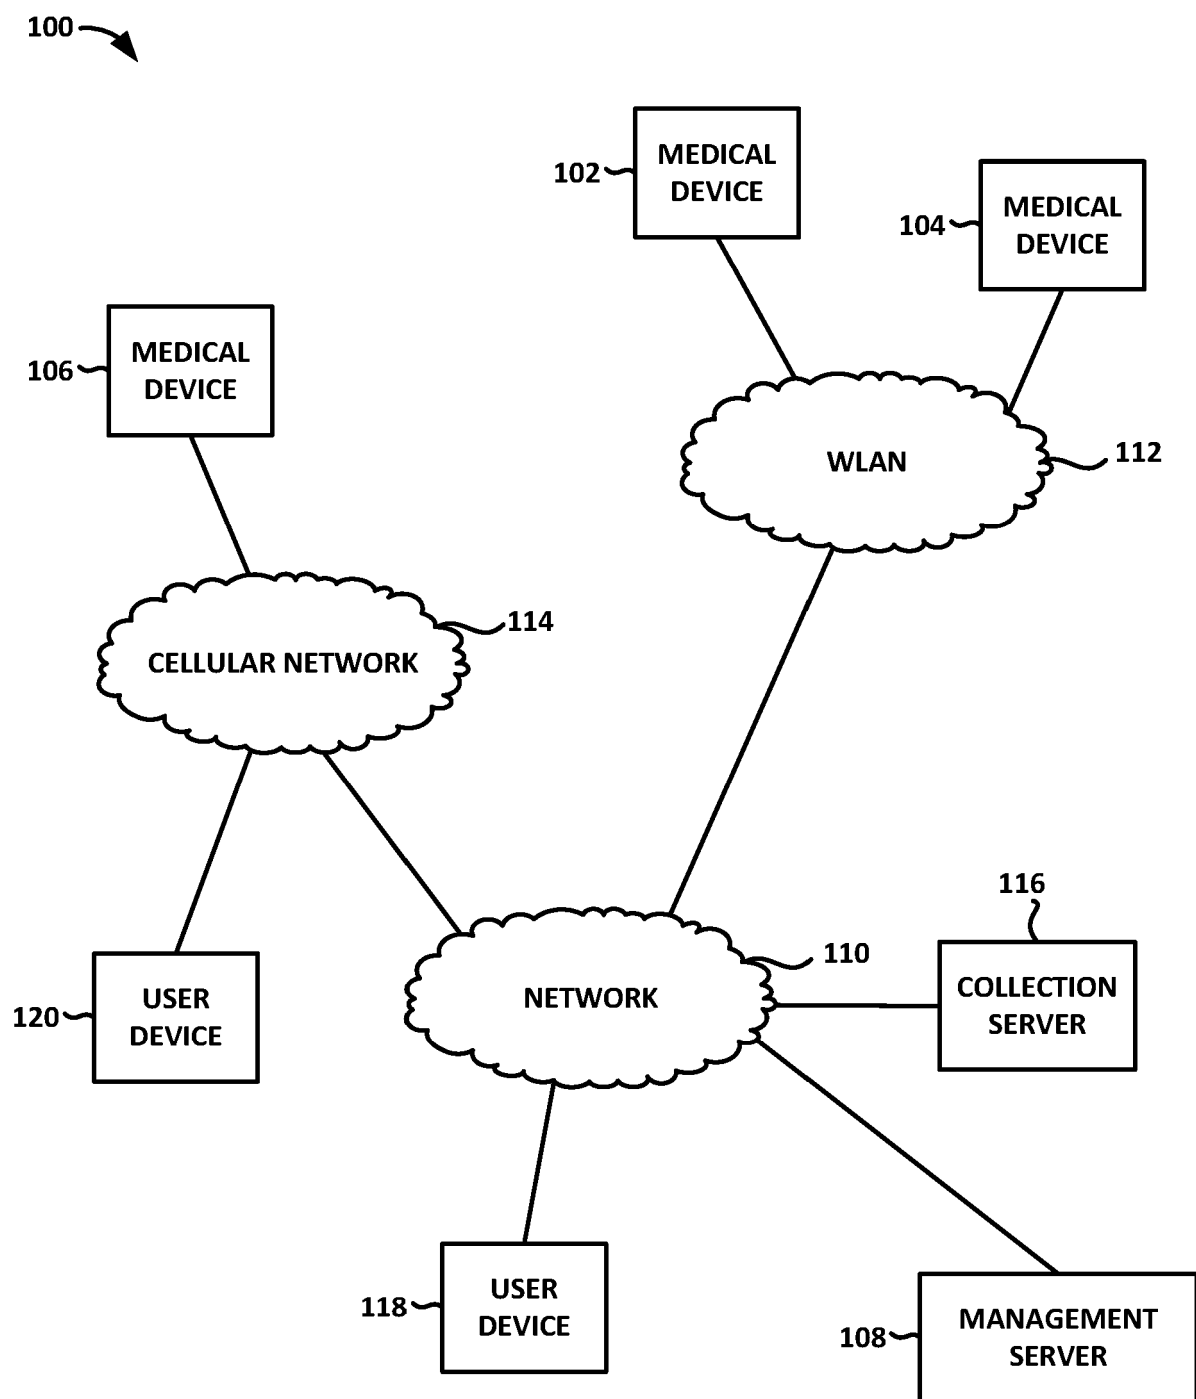 100
102
MEDICAL
DEVICE
104
MEDICAL
DEVICE
106
MEDICAL
DEVICE
WLAN
112
114
CELLULAR NETWORK
116
110
120
USER
DEVICE
NETWORK
COLLECTION
SERVER
118
USER
DEVICE
108
MANAGEMENT
SERVER